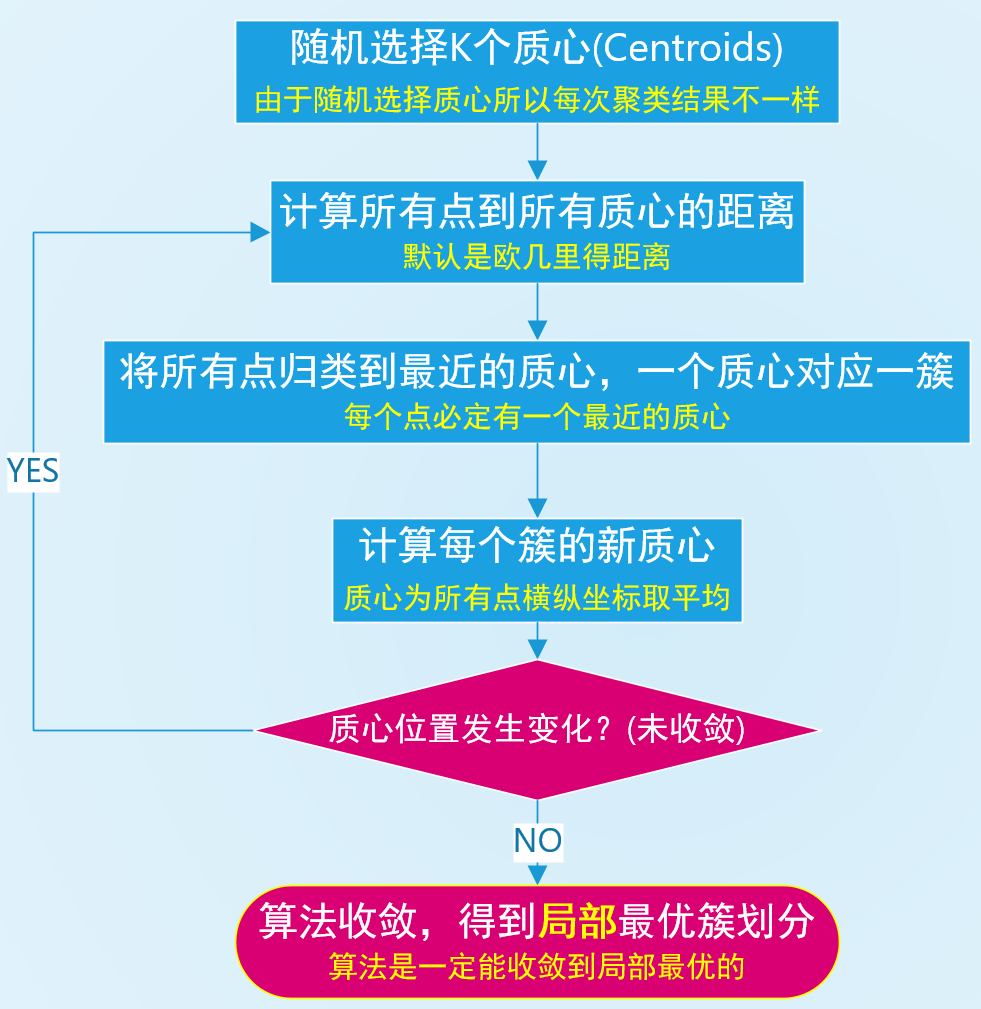 随机选择K个质心(Centroids)
由于随机选择质心所以每次聚类结果不一样
计算所有点到所有质心的距离
默认是欧几里得距离
将所有点归类到最近的质心，一个质心对应一簇
每个点必定有一个最近的质心
YES
计算每个簇的新质心
质心为所有点横纵坐标取平均
质心位置发生变化？(未收敛)
NO
算法收敛，得到局部最优簇划分
算法是一定能收敛到局部最优的